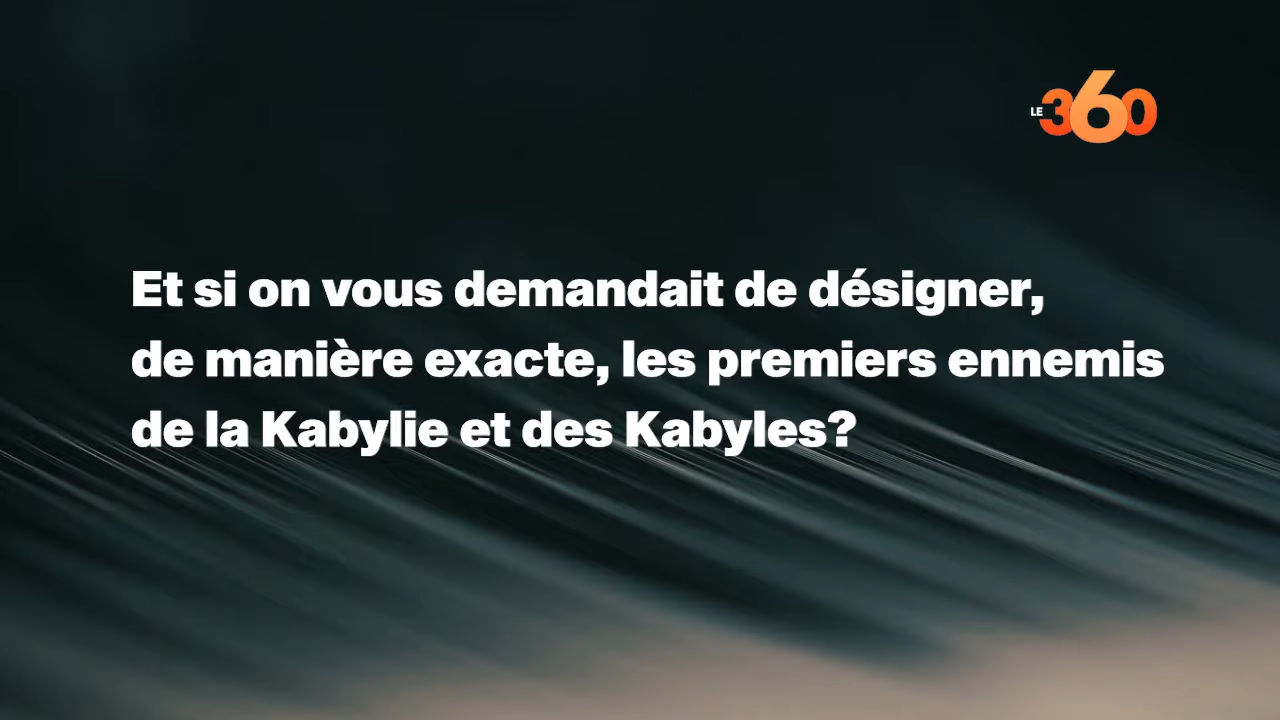 LE 360
Et si on vous demandait de désigner,
de manière exacte, les premiers ennemis
de la Kabylie et des Kabyles?